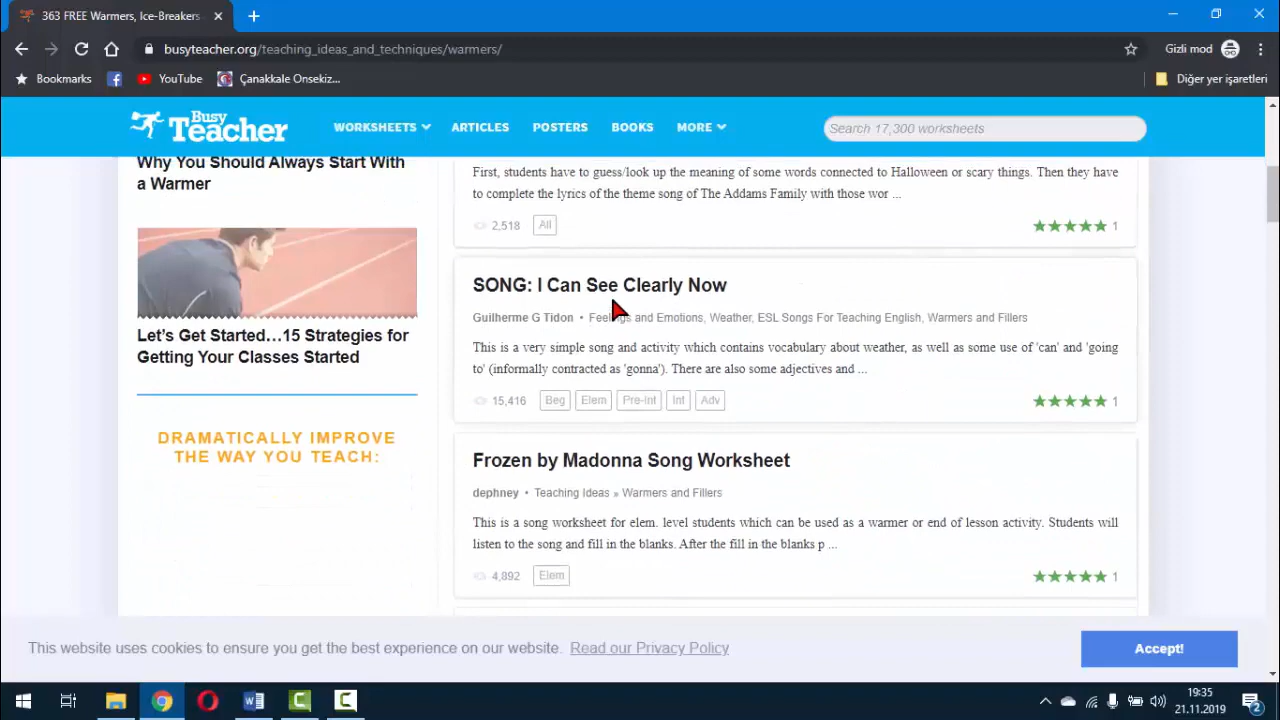 363 FREE Warmers, Ice-Breakers
busyteacher.org/teaching_ideas_and_techniques/warmers/
Gizli mod
Bookmarks
YouTube
Çanakkale Onsekiz...
Diğer yer işaretleri
Busy
Teacher
WORKSHEETS
ARTICLES
POSTERS
BOOKS
MORE
Search 17,300 worksheets
Why You Should Always Start With
a Warmer
Let's Get Started…15 Strategies for
Getting Your Classes Started
DRAMATICALLY IMPROVE
THE WAY YOU TEACH:
First, students have to guess/look up the meaning of some words connected to Halloween or scary things. Then they have
to complete the lyrics of the theme song of The Addams Family with those wor ...
2,518 All
1
SONG: I Can See Clearly Now
Guilherme G Tidon • Feelings and Emotions, Weather, ESL Songs For Teaching English, Warmers and Fillers
This is a very simple song and activity which contains vocabulary about weather, as well as some use of 'can' and 'going
to' (informally contracted as 'gonna'). There are also some adjectives and ...
15,416 Beg Elem Pre-Int Int Adv
1
Frozen by Madonna Song Worksheet
dephney • Teaching Ideas » Warmers and Fillers
This is a song worksheet for elem. level students which can be used as a warmer or end of lesson activity. Students will
listen to the song and fill in the blanks. After the fill in the blanks p ...
4,892 Elem
1
This website uses cookies to ensure you get the best experience on our website. Read our Privacy Policy
Accept!
19:35
21.11.2019
2